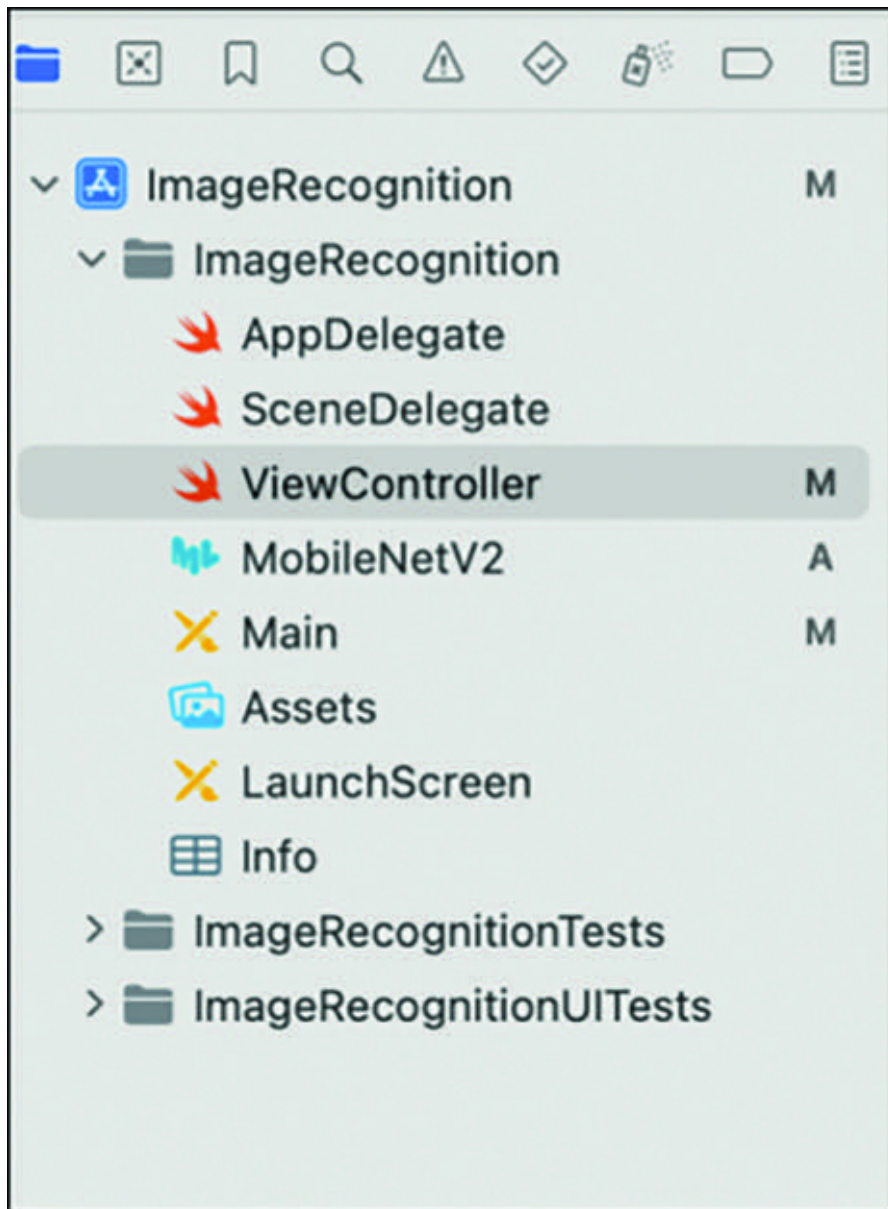 ImageRecognition M
ImageRecognition
AppDelegate
SceneDelegate
ViewController M
MobileNetV2 A
Main M
Assets
LaunchScreen
Info
ImageRecognitionTests
ImageRecognitionUITests